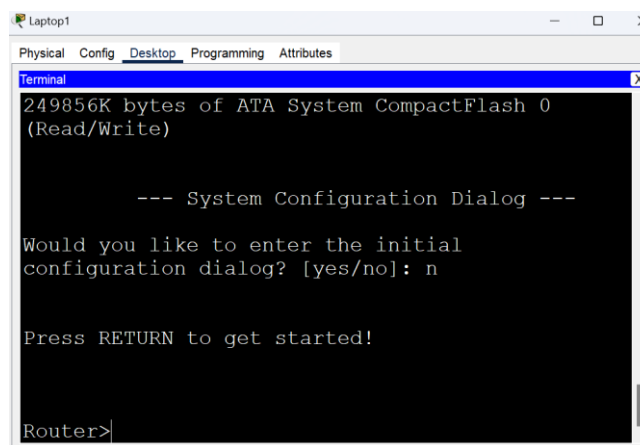 Laptop1
Physical Config Desktop Programming Attributes
Terminal X
249856K bytes of ATA System CompactFlash 0
(Read/Write)
--- System Configuration Dialog ---
Would you like to enter the initial
configuration dialog? [yes/no]: n
Press RETURN to get started!
Router>